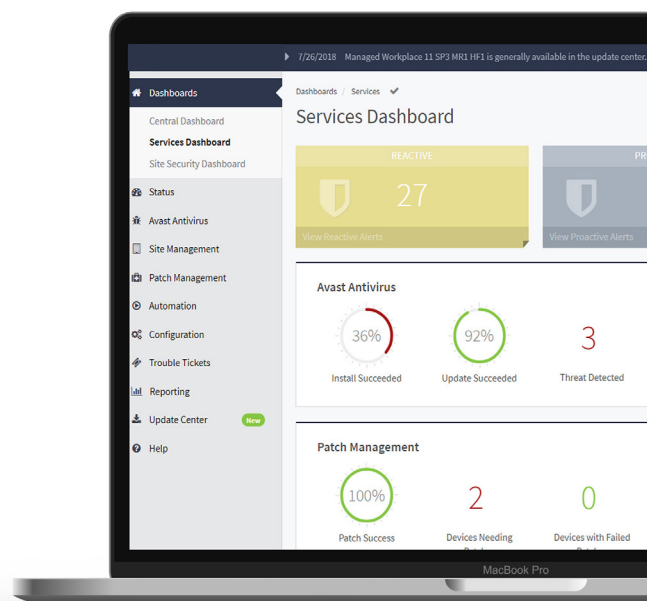 7/26/2018 Managed Workplace 11 SP3 MR1 HF1 is generally available in the update center.
Dashboards
Central Dashboard
Services Dashboard
Site Security Dashboard
Status
Avast Antivirus
Site Management
Patch Management
Automation
Configuration
Trouble Tickets
Reporting
Update Center New
Help
Dashboards / Services
Services Dashboard
REACTIVE
27
View Reactive Alerts
PR
View Proactive Alerts
Avast Antivirus
36%
92%
3
Install Succeeded
Update Succeeded
Threat Detected
Patch Management
100%
2
0
Patch Success
Devices Needing
Devices with Failed
MacBook Pro